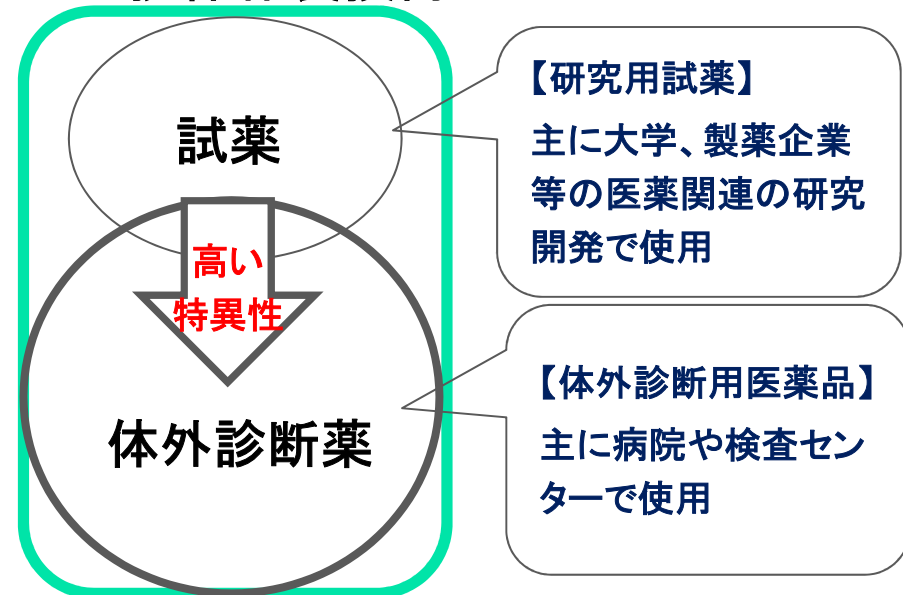 試薬
高い
特異性
体外診断薬
【研究用試薬】
主に大学、製薬企業
等の医薬関連の研究
開発で使用
【体外診断用医薬品】
主に病院や検査セン
ターで使用